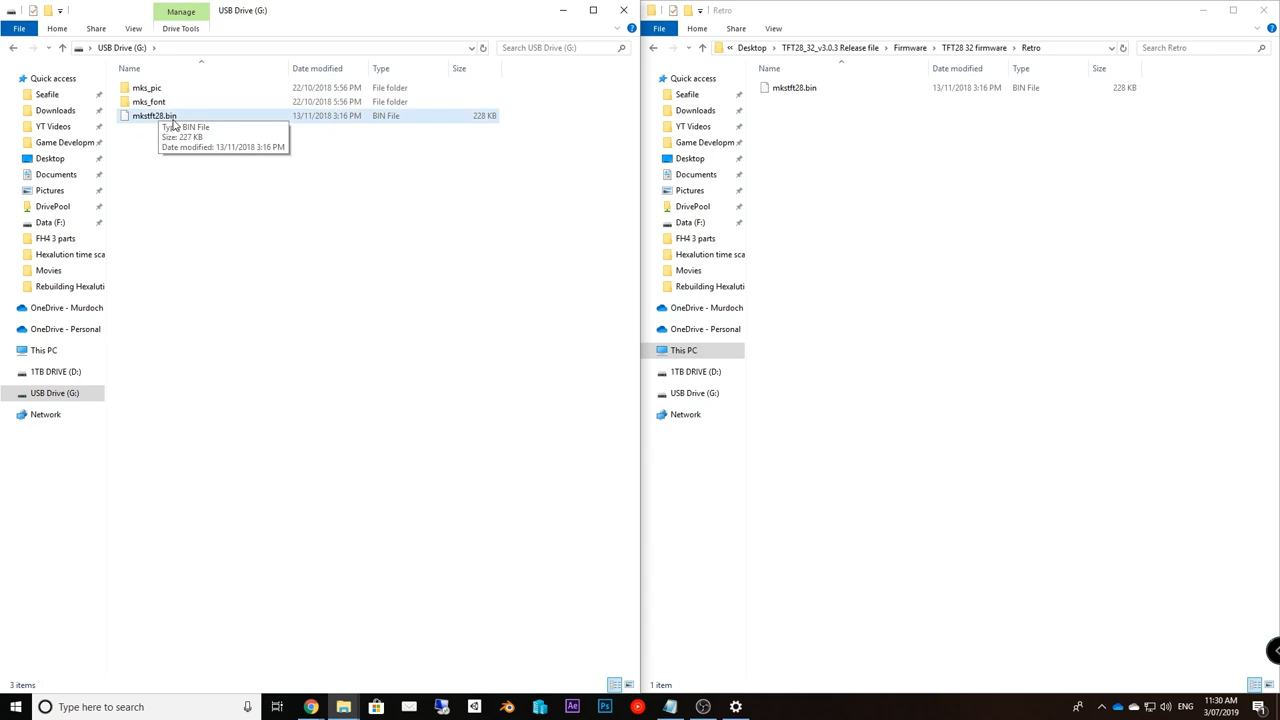 Manage
USB Drive (G:)
File
Home
Share
View
Drive Tools
USB Drive (G:)
Search USB Drive (G:)
Name
Date modified
Type
Size
Quick access
Seafile
Downloads
YT Videos
Game Developm
Desktop
Documents
Pictures
DrivePool
Data (F:)
FH4 3 parts
Hexalution time sca
Movies
Rebuilding Hexaluti
OneDrive - Murdoch
OneDrive - Personal
This PC
1TB DRIVE (D:)
USB Drive (G:)
Network
mks_pic 22/10/2018 5:56 PM File folder
mks_font 22/10/2018 5:56 PM File folder
mkstft28.bin 13/11/2018 3:16 PM BIN File 228 KB
BIN File
Size: 227 KB
Date modified: 13/11/2018 3:16 PM
3 items
Retro
File
Home
Share
View
« Desktop TFT28_32_v3.0.3 Release file Firmware TFT28 32 firmware Retro
Search Retro
Name
Date modified
Type
Size
Quick access
Seafile
Downloads
YT Videos
Game Developm
Desktop
Documents
Pictures
DrivePool
Data (F:)
FH4 3 parts
Hexalution time sca
Movies
Rebuilding Hexaluti
OneDrive - Murdoch
OneDrive - Personal
This PC
1TB DRIVE (D:)
USB Drive (G:)
Network
mkstft28.bin 13/11/2018 3:16 PM BIN File 228 KB
1 item
Type here to search
Ae
Ps
ENG
11:30 AM
3/07/2019